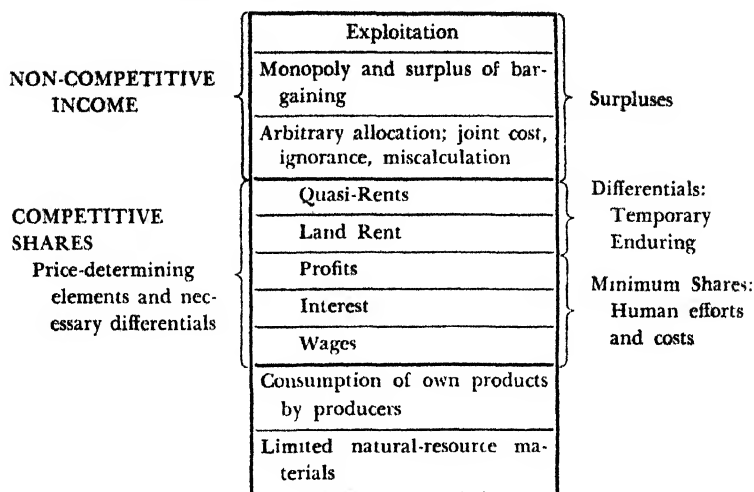 Exploitation
NON-COMPETITIVE
INCOME
Monopoly and surplus of bar-
gaining
Arbitrary allocation; joint cost,
ignorance, miscalculation
Surpluses
COMPETITIVE
SHARES
Price-determining
elements and nec-
essary differentials
Quasi-Rents
Land Rent
Profits
Interest
Wages
Differentials:
Temporary
Enduring
Minimum Shares:
Human efforts
and costs
Consumption of own products
by producers
Limited natural-resource ma-
terials